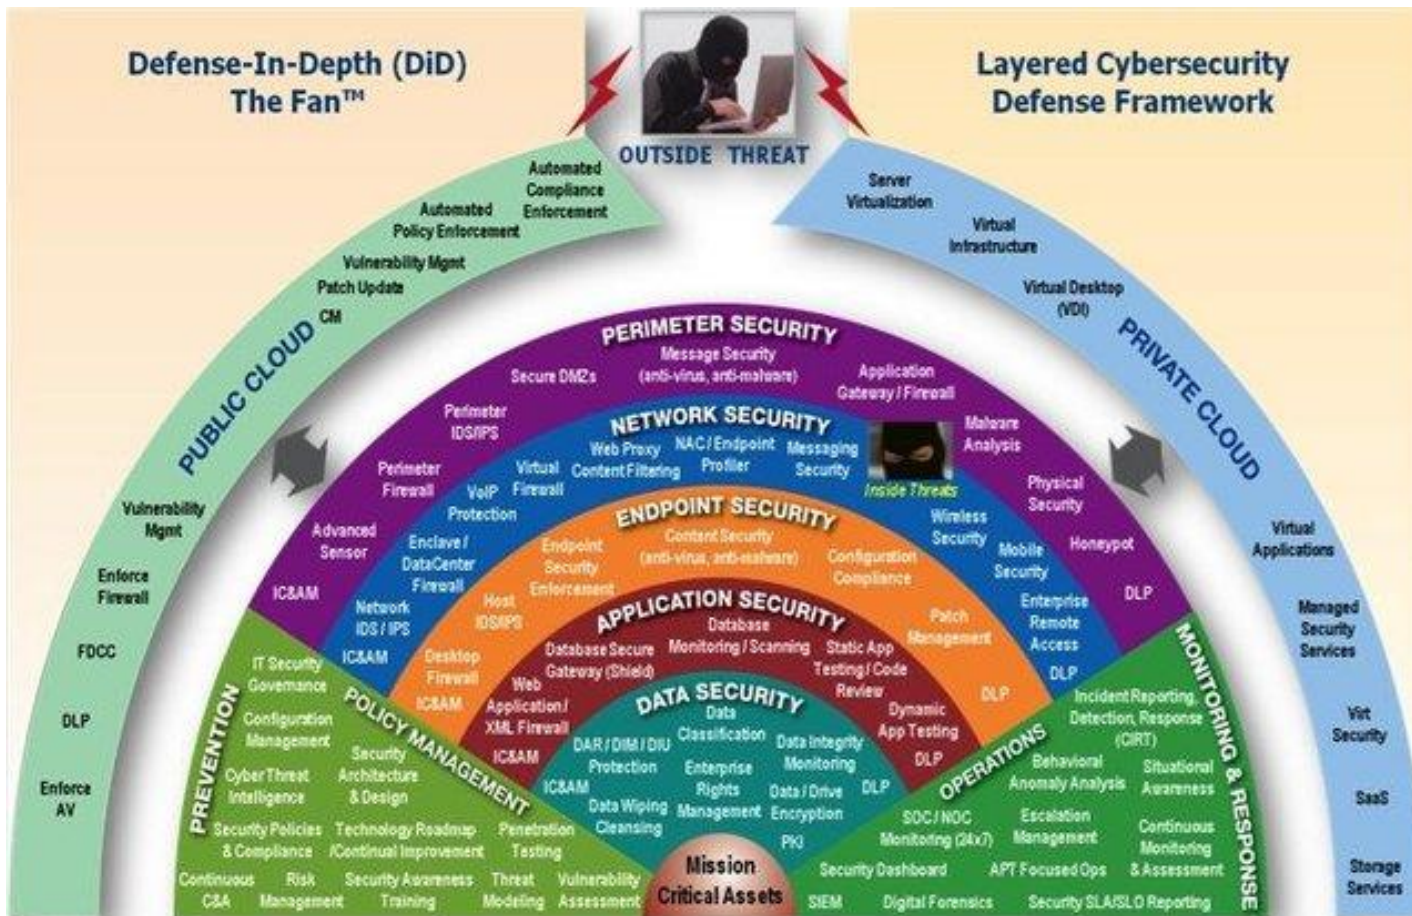 Defense-In-Depth (DiD)
The Fan™
Layered Cybersecurity
Defense Framework
OUTSIDE THREAT
Automated
Compliance
Enforcement
Automated
Policy Enforcement
Vulnerability Mgmt
Patch Update
CM
PUBLIC CLOUD
Vulnerability
Mgmt
Enforce
Firewall
FDCC
DLP
Enforce
AV
Server
Virtualization
Virtual
Infrastructure
Virtual Desktop
(VDI)
PRIVATE CLOUD
Virtual
Applications
Managed
Security
Services
Virt
Security
SaaS
Storage
Services
PERIMETER SECURITY
Message Security
(anti-virus, anti-malware)
Secure DMZs
Application
Gateway / Firewall
Perimeter
IDS/IPS
Malware
Analysis
Perimeter
Firewall
Physical
Security
Advanced
Sensor
Honeypot
IC&AM
DLP
NETWORK SECURITY
Web Proxy
Content Filtering
NAC / Endpoint
Profiler
Messaging
Security
Inside Threats
Virtual
Firewall
VoIP
Protection
Wireless
Security
Enclave /
DataCenter
Firewall
Mobile
Security
Network
IDS / IPS
Enterprise
Remote
Access
IC&AM
DLP
ENDPOINT SECURITY
Content Security
(anti-virus, anti-malware)
Endpoint
Security
Enforcement
Configuration
Compliance
Host
IDS/IPS
Patch
Management
Desktop
Firewall
IC&AM
DLP
APPLICATION SECURITY
Database
Monitoring / Scanning
Database Secure
Gateway (Shield)
Static App
Testing / Code
Review
Web
Application /
XML Firewall
Dynamic
App Testing
IC&AM
DLP
DATA SECURITY
Data
Classification
DAR / DIM / DIU
Protection
Data Integrity
Monitoring
IC&AM
Enterprise
Rights
Management
DLP
Data Wiping
Cleansing
Data / Drive
Encryption
PKI
Mission
Critical Assets
PREVENTION
POLICY MANAGEMENT
IT Security
Governance
Configuration
Management
Security
Architecture
& Design
Cyber Threat
Intelligence
Security Policies
& Compliance
Technology Roadmap
/Continual Improvement
Penetration
Testing
Continuous
C&A
Risk
Management
Security Awareness
Training
Threat
Modeling
Vulnerability
Assessment
OPERATIONS
MONITORING & RESPONSE
Incident Reporting,
Detection, Response
(CIRT)
Behavioral
Anomaly Analysis
Situational
Awareness
SOC / NOC
Monitoring (24x7)
Escalation
Management
Continuous
Monitoring
& Assessment
Security Dashboard
APT Focused Ops
SIEM
Digital Forensics
Security SLA/SLO Reporting